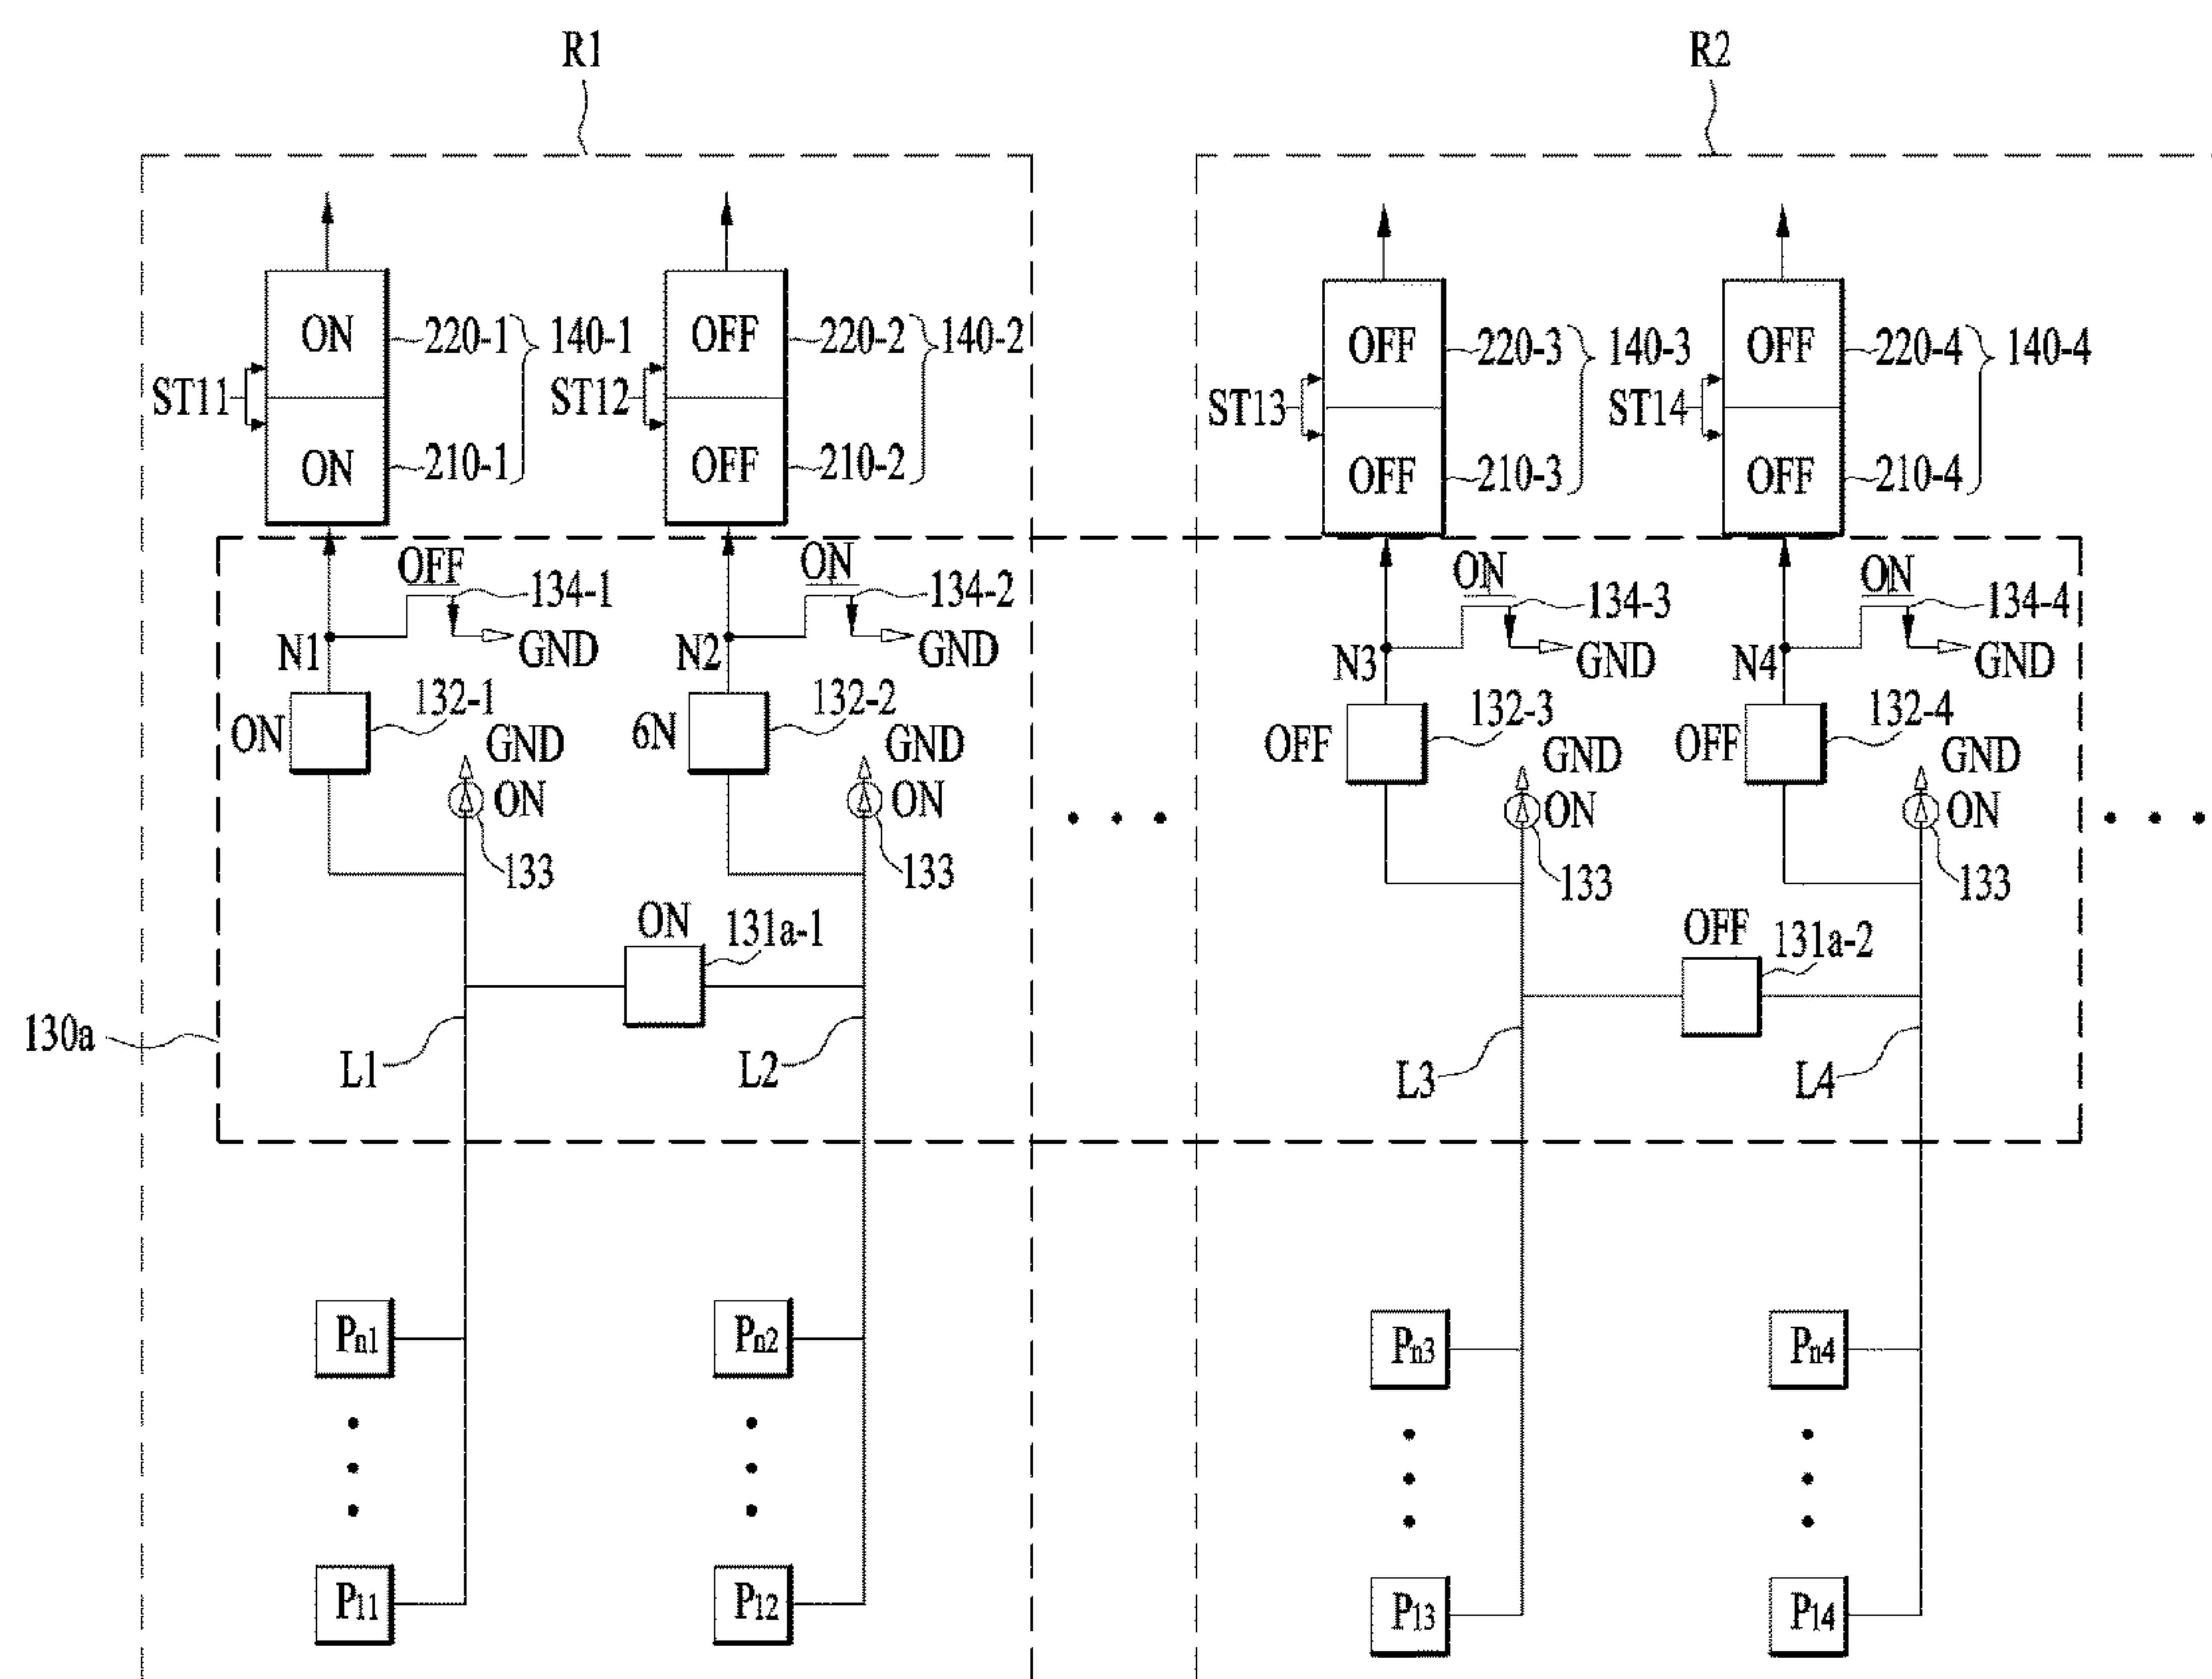 R1 R2
ON 220-1 140-1 OFF 220-2 140-2 OFF 220-3 140-3 OFF 220-4 140-4
ST11 ST12 ST13 ST14
ON 210-1 OFF 210-2 OFF 210-3 OFF 210-4
OFF 134-1 ON 134-2 ON 134-3 ON 134-4
N1 GND N2 GND N3 GND N4 GND
ON 132-1 6N 132-2 OFF 132-3 OFF 132-4
GND GND GND GND
ON ON ON ON
133 133 133 133
ON 131a-1 OFF 131a-2
130a L1 L2 L3 L4
Pn1 Pn2 Pn3 Pn4
P11 P12 P13 P14